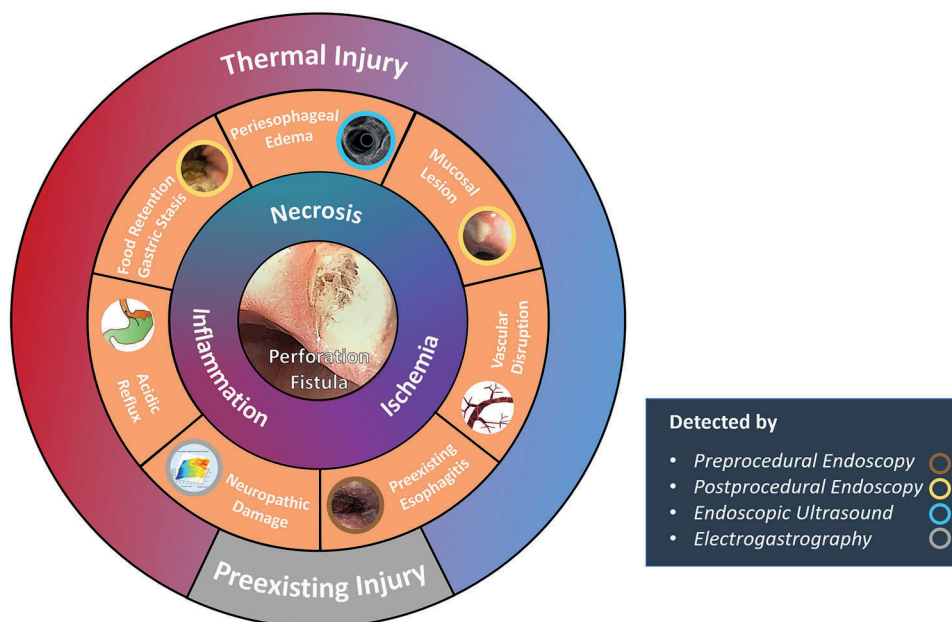 Thermal Injury
Periesophageal
Edema
Mucosal
Lesion
Food Retention
Gastric Stasis
Necrosis
Vascular
Disruption
Inflammation
Ischemia
Perforation
Fistula
Acidic
Reflux
Neuropathic
Damage
Preexisting
Esophagitis
Preexisting Injury
Detected by
• Preprocedural Endoscopy
• Postprocedural Endoscopy
• Endoscopic Ultrasound
• Electrogastrography